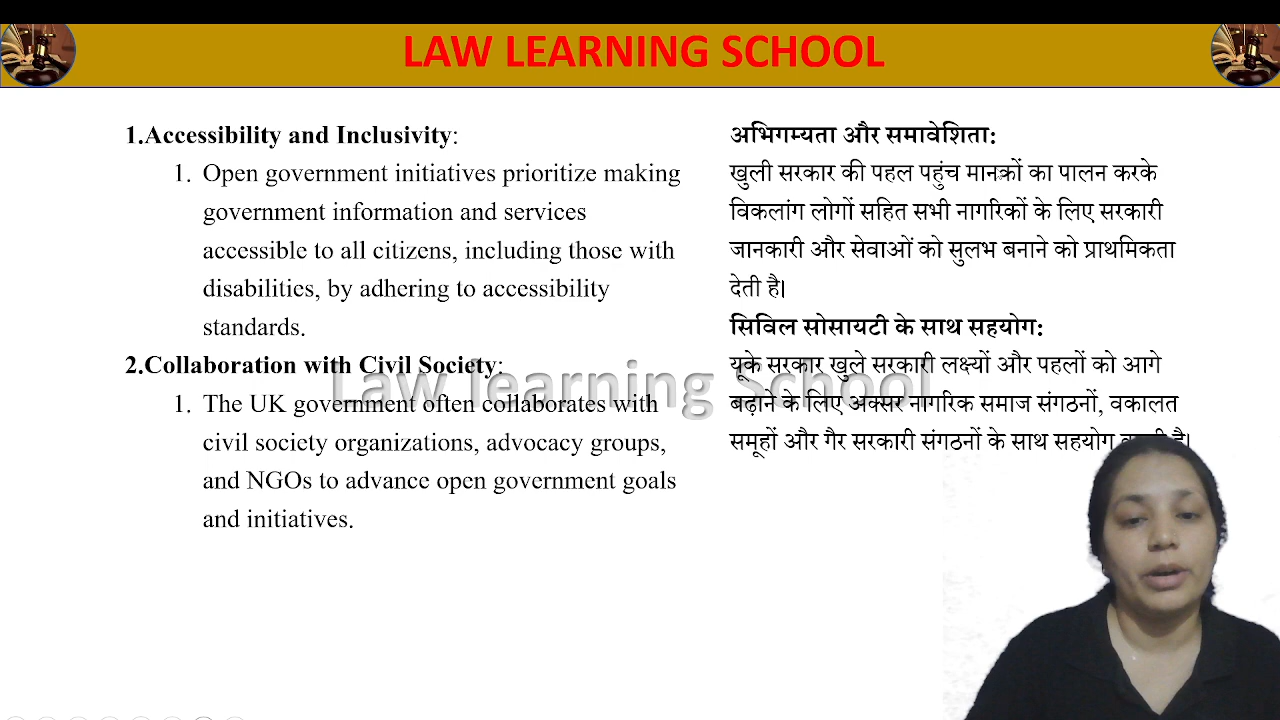 LAW LEARNING SCHOOL
1.Accessibility and Inclusivity:
1. Open government initiatives prioritize making
government information and services
accessible to all citizens, including those with
disabilities, by adhering to accessibility
standards.
2.Collaboration with Civil Society:
1. The UK government often collaborates with
civil society organizations, advocacy groups,
and NGOs to advance open government goals
and initiatives.
अभिगम्यता और समावेशिता:
खुली सरकार की पहल पहुंच मानकों का पालन करके
विकलांग लोगों सहित सभी नागरिकों के लिए सरकारी
जानकारी और सेवाओं को सुलभ बनाने को प्राथमिकता
देती है।
सिविल सोसायटी के साथ सहयोग:
यूके सरकार खुले सरकारी लक्ष्यों और पहलों को आगे
बढ़ाने के लिए अक्सर नागरिक समाज संगठनों, वकालत
समूहों और गैर सरकारी संगठनों के साथ सहयोग है।
Law learning School